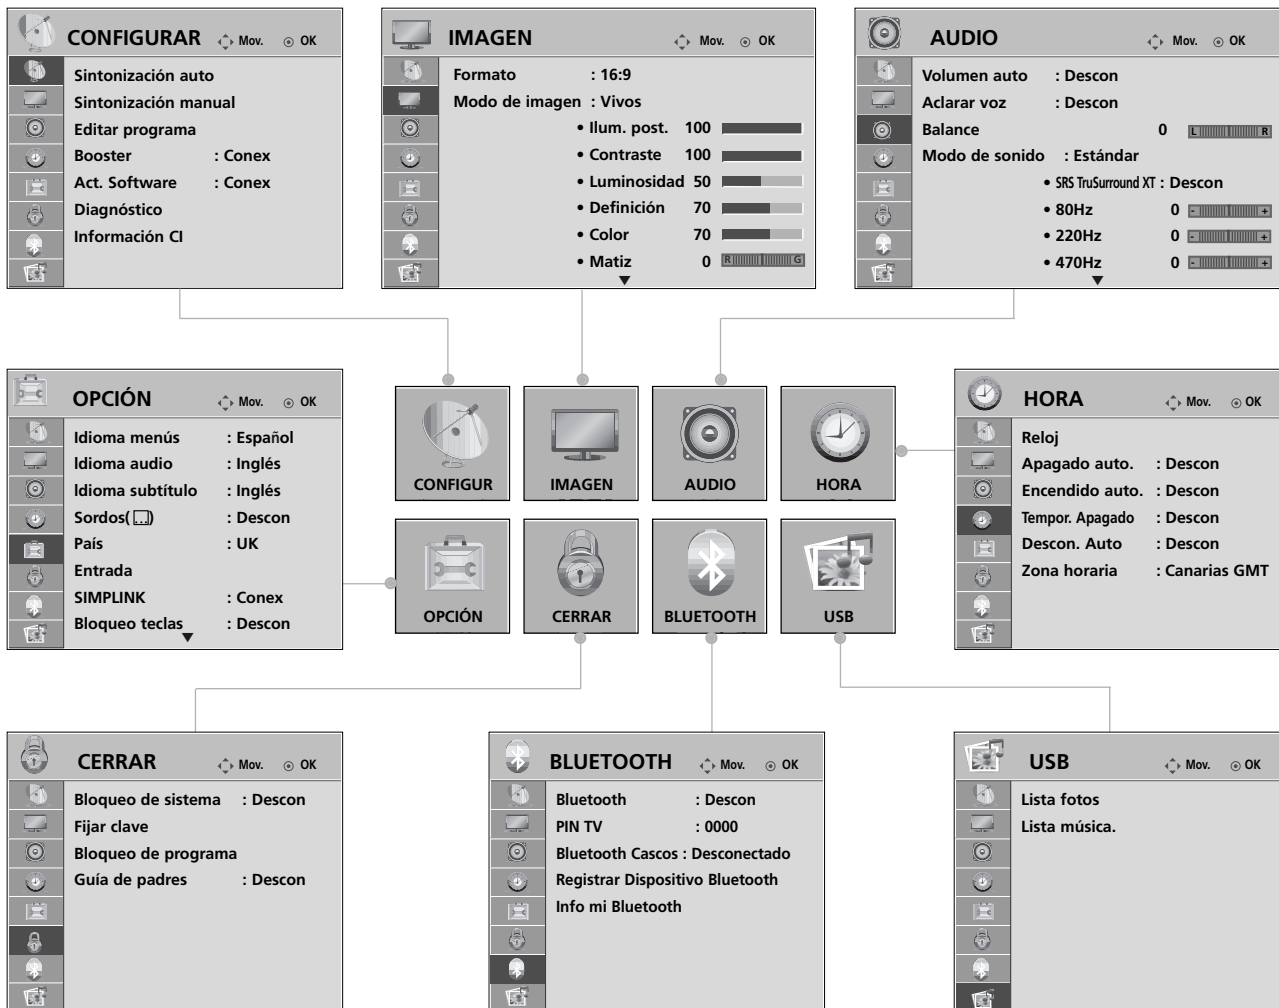 CONFIGURAR Mov. OK
Sintonización auto
Sintonización manual
Editar programa
Booster : Conex
Act. Software : Conex
Diagnóstico
Información CI
IMAGEN Mov. OK
Formato : 16:9
Modo de imagen : Vivos
• Ilum. post. 100
• Contraste 100
• Luminosidad 50
• Definición 70
• Color 70
• Matiz 0 R G
AUDIO Mov. OK
Volumen auto : Descon
Aclarar voz : Descon
Balance 0 L R
Modo de sonido : Estándar
• SRS TruSurround XT : Descon
• 80Hz 0 - +
• 220Hz 0 - +
• 470Hz 0 - +
OPCIÓN Mov. OK
Idioma menús : Español
Idioma audio : Inglés
Idioma subtítulo : Inglés
Sordos( ) : Descon
País : UK
Entrada
SIMPLINK : Conex
Bloqueo teclas : Descon
CONFIGUR
IMAGEN
AUDIO
HORA
OPCIÓN
CERRAR
BLUETOOTH
USB
HORA Mov. OK
Reloj
Apagado auto. : Descon
Encendido auto. : Descon
Tempor. Apagado : Descon
Descon. Auto : Descon
Zona horaria : Canarias GMT
CERRAR Mov. OK
Bloqueo de sistema : Descon
Fijar clave
Bloqueo de programa
Guía de padres : Descon
BLUETOOTH Mov. OK
Bluetooth : Descon
PIN TV : 0000
Bluetooth Cascos : Desconectado
Registrar Dispositivo Bluetooth
Info mi Bluetooth
USB Mov. OK
Lista fotos
Lista música.